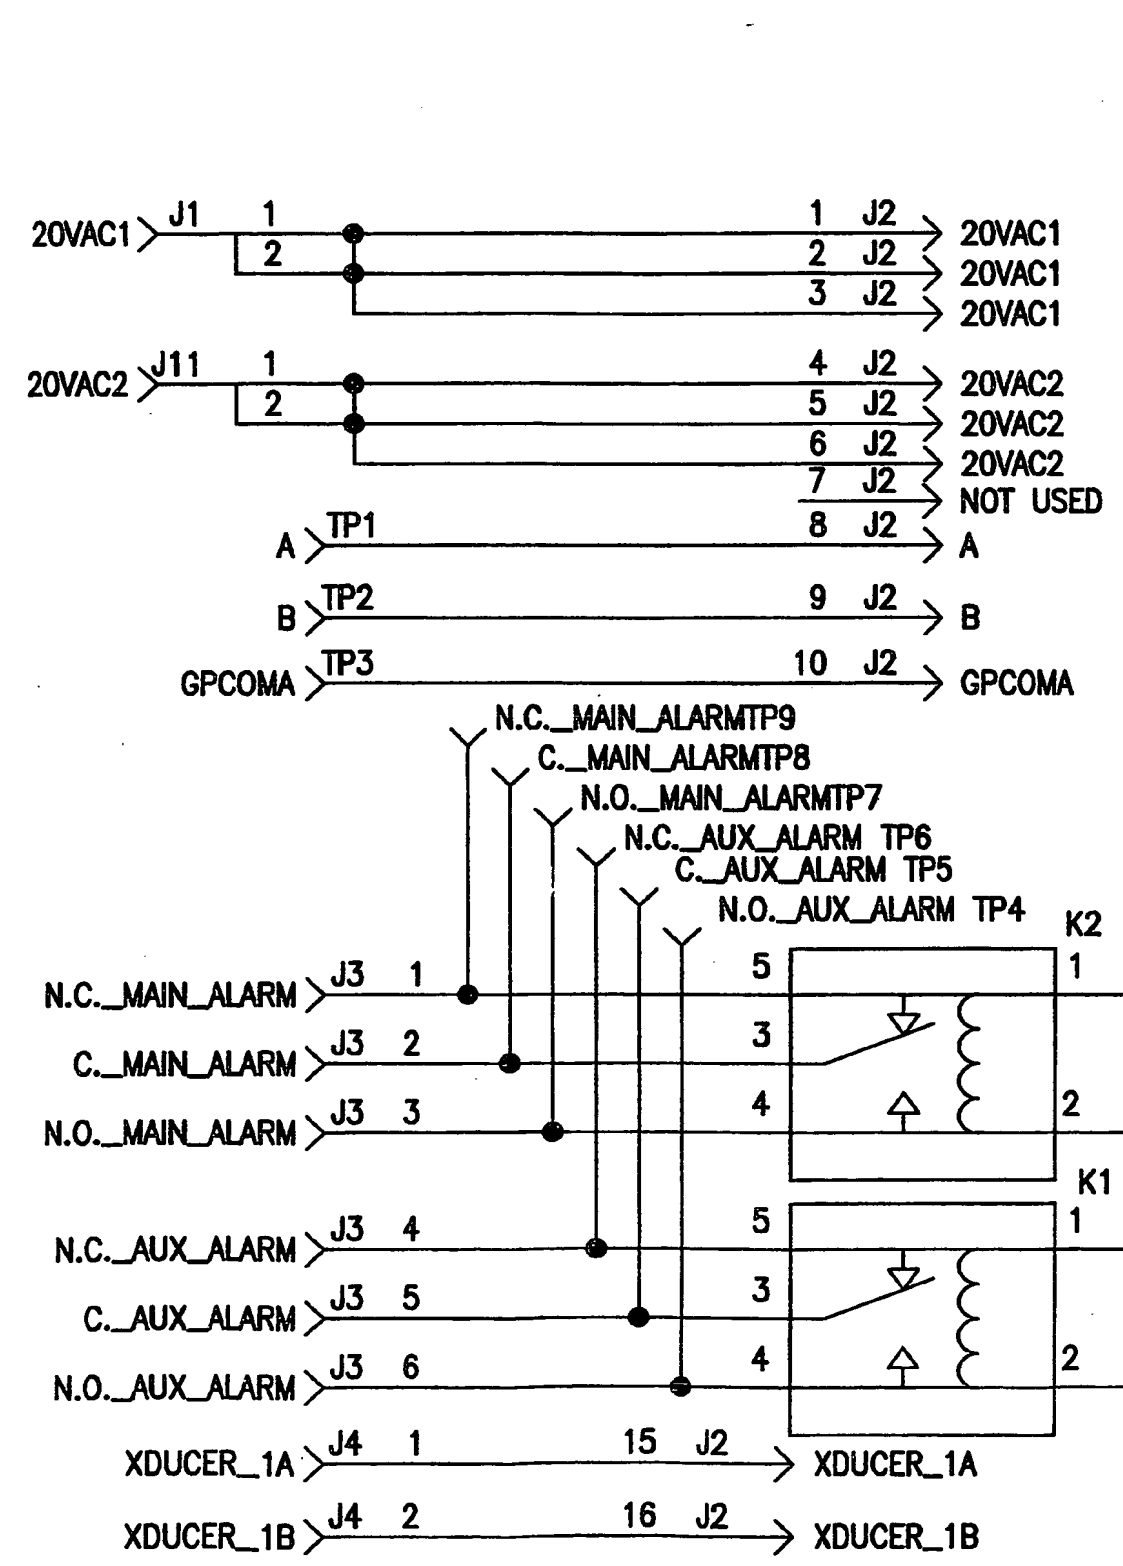 J1 1 1 J2
20VAC1 20VAC1
2 2 J2
20VAC1
3 J2
20VAC1
J11 1 4 J2
20VAC2 20VAC2
2 5 J2
20VAC2
6 J2
20VAC2
7 J2
NOT USED
TP1 8 J2
A A
TP2 9 J2
B B
TP3 10 J2
GPCOMA GPCOMA
N.C._MAIN_ALARMTP9
C._MAIN_ALARMTP8
N.O._MAIN_ALARMTP7
N.C._AUX_ALARM TP6
C._AUX_ALARM TP5
N.O._AUX_ALARM TP4
K2
J3 1 5 1
N.C._MAIN_ALARM
J3 2 3
C._MAIN_ALARM
J3 3 4 2
N.O._MAIN_ALARM
K1
J3 4 5 1
N.C._AUX_ALARM
J3 5 3
C._AUX_ALARM
J3 6 4 2
N.O._AUX_ALARM
J4 1 15 J2
XDUCER_1A XDUCER_1A
J4 2 16 J2
XDUCER_1B XDUCER_1B